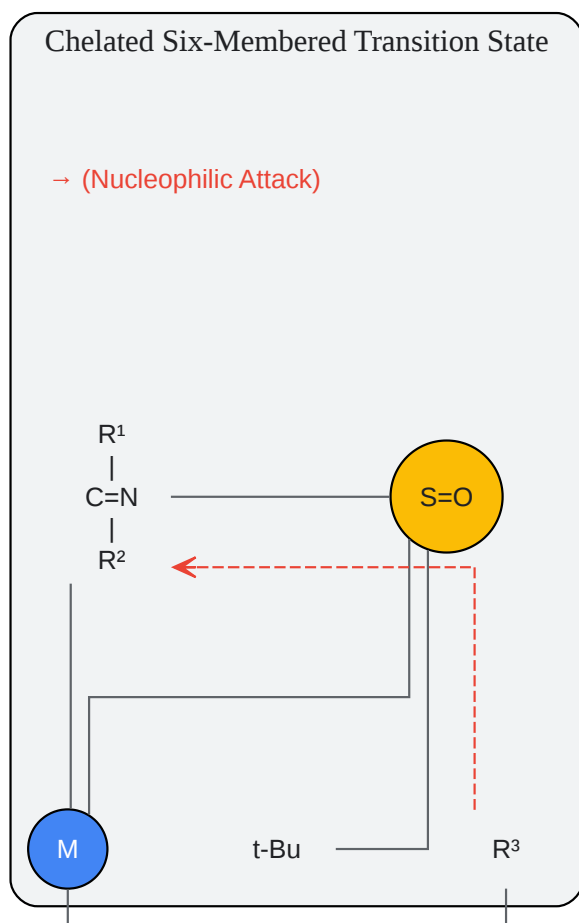 Chelated Six-Membered Transition State
→ (Nucleophilic Attack)
R¹
|
C=N
|
R²
S=O
M
t-Bu
R³